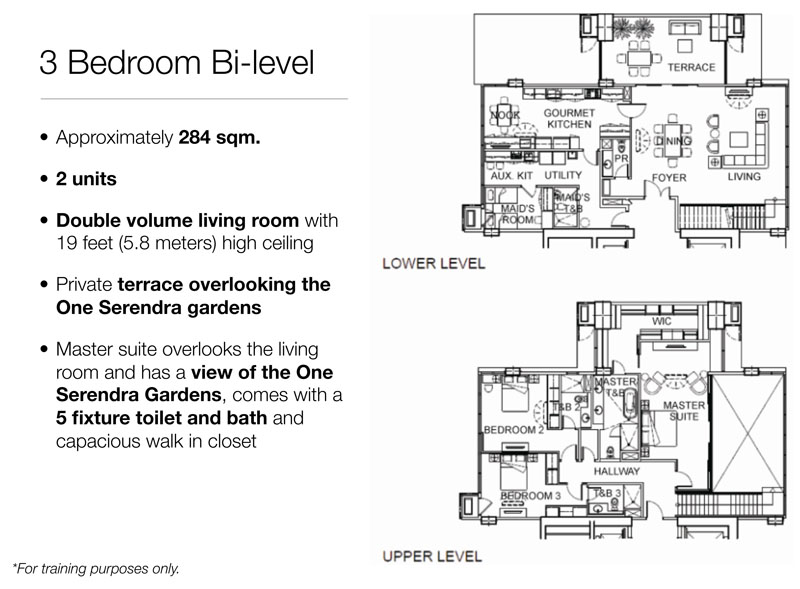 3 Bedroom Bi-level
• Approximately 284 sqm.
• 2 units
• Double volume living room with
19 feet (5.8 meters) high ceiling
• Private terrace overlooking the
One Serendra gardens
• Master suite overlooks the living
room and has a view of the One
Serendra Gardens, comes with a
5 fixture toilet and bath and
capacious walk in closet
*For training purposes only.
TERRACE
NOOK
GOURMET
KITCHEN
DINING
PR
AUX. KIT
UTILITY
FOYER
LIVING
MAID'S
ROOM
MAID'S
T&B
LOWER LEVEL
WIC
MASTER
T&B
T&B 2
MASTER
SUITE
BEDROOM 2
HALLWAY
BEDROOM 3
T&B 3
UPPER LEVEL